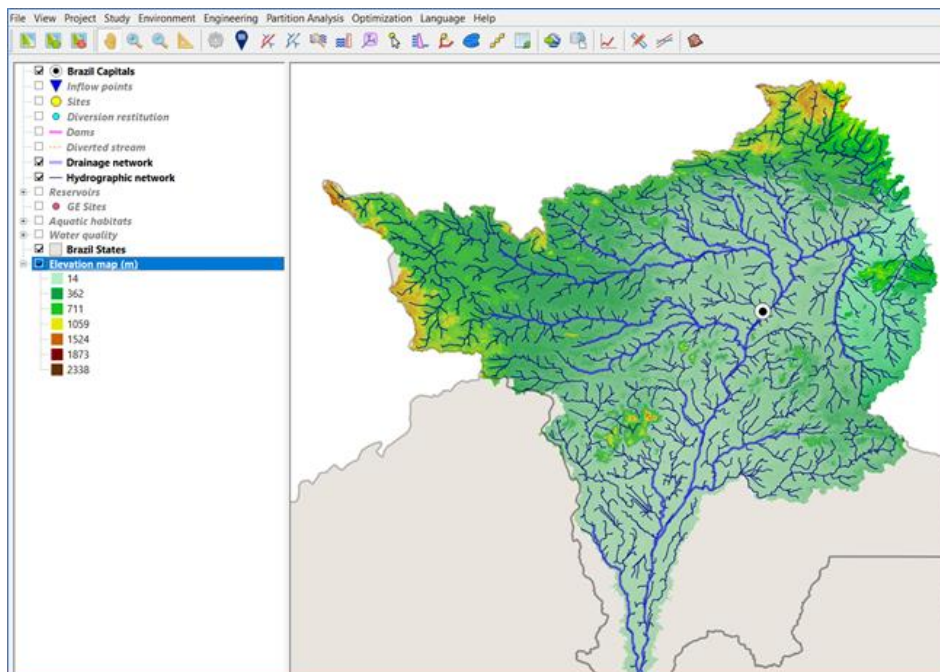 File View Project Study Environment Engineering Partition Analysis Optimization Language Help
Brazil Capitals
Inflow points
Sites
Diversion restitution
Dams
Diverted stream
Drainage network
Hydrographic network
Reservoirs
GE Sites
Aquatic habitats
Water quality
Brazil States
Elevation map (m)
14
362
711
1059
1524
1873
2338